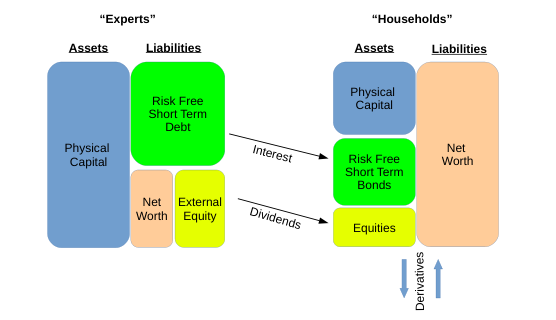 “Experts”
“Households”
Assets
Liabilities
Assets
Liabilities
Physical
Capital
Risk Free
Short Term
Debt
Net
Worth
External
Equity
Interest
Dividends
Physical
Capital
Risk Free
Short Term
Bonds
Equities
Net
Worth
Derivatives